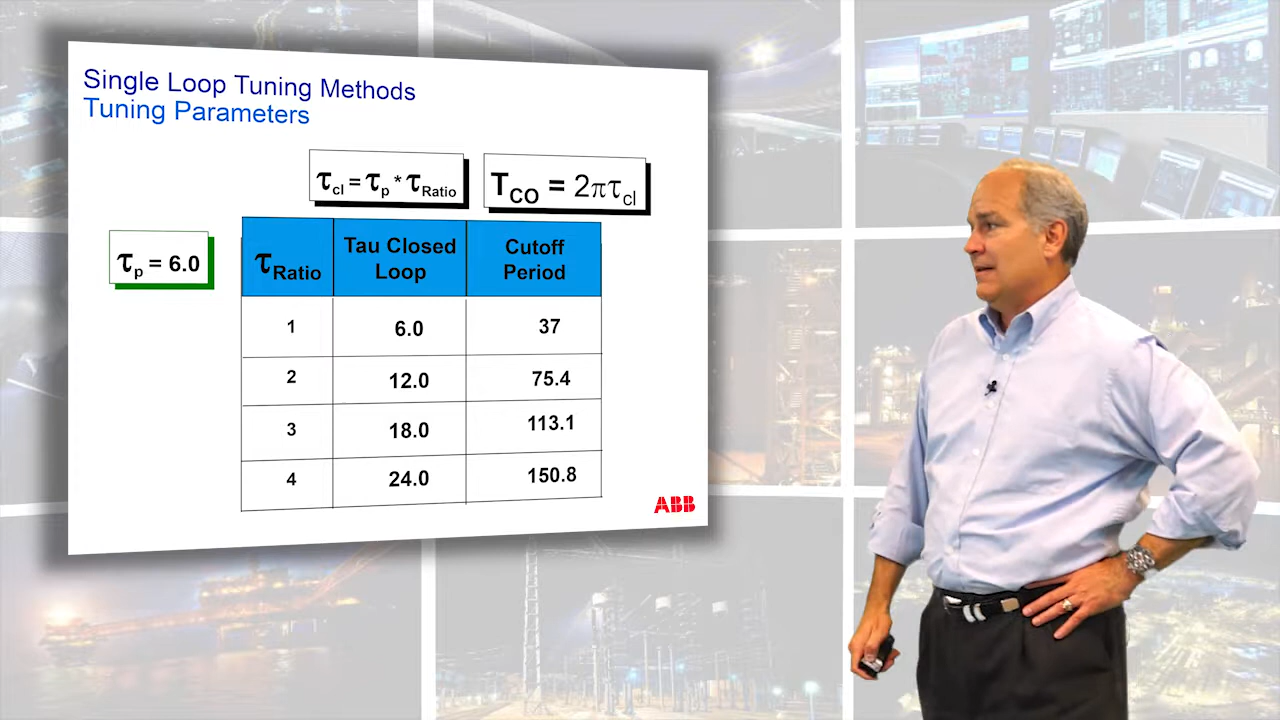 Single Loop Tuning Methods
Tuning Parameters
τcl = τp * τRatio
TCO = 2πτcl
τp = 6.0
τRatio
Tau Closed
Loop
Cutoff
Period
1 6.0 37
2 12.0 75.4
3 18.0 113.1
4 24.0 150.8
ABB